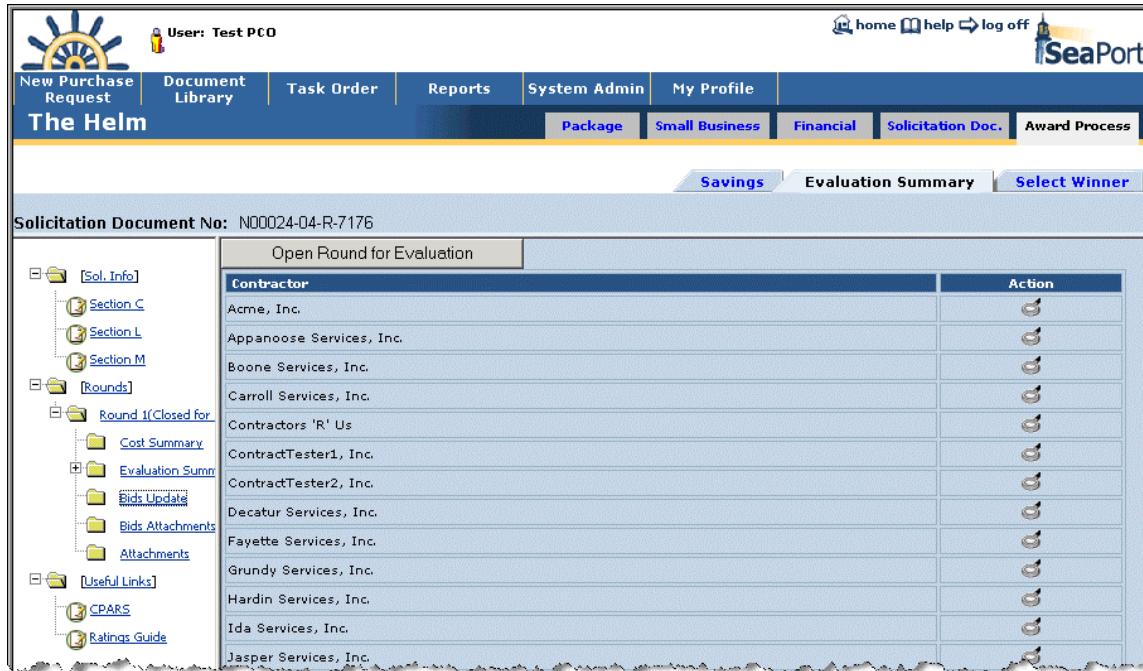 User: Test PCO
home help log off
SeaPort
New Purchase Request
Document Library
Task Order
Reports
System Admin
My Profile
The Helm
Package
Small Business
Financial
Solicitation Doc.
Award Process
Savings
Evaluation Summary
Select Winner
Solicitation Document No: N00024-04-R-7176
Open Round for Evaluation
[Sol. Info]
Section C
Section L
Section M
[Rounds]
Round 1(Closed for
Cost Summary
Evaluation Summ
Bids Update
Bids Attachments
Attachments
[Useful Links]
CPARS
Ratings Guide
Contractor Action
Acme, Inc.
Appanoose Services, Inc.
Boone Services, Inc.
Carroll Services, Inc.
Contractors 'R' Us
ContractTester1, Inc.
ContractTester2, Inc.
Decatur Services, Inc.
Fayette Services, Inc.
Grundy Services, Inc.
Hardin Services, Inc.
Ida Services, Inc.
Jasper Services, Inc.